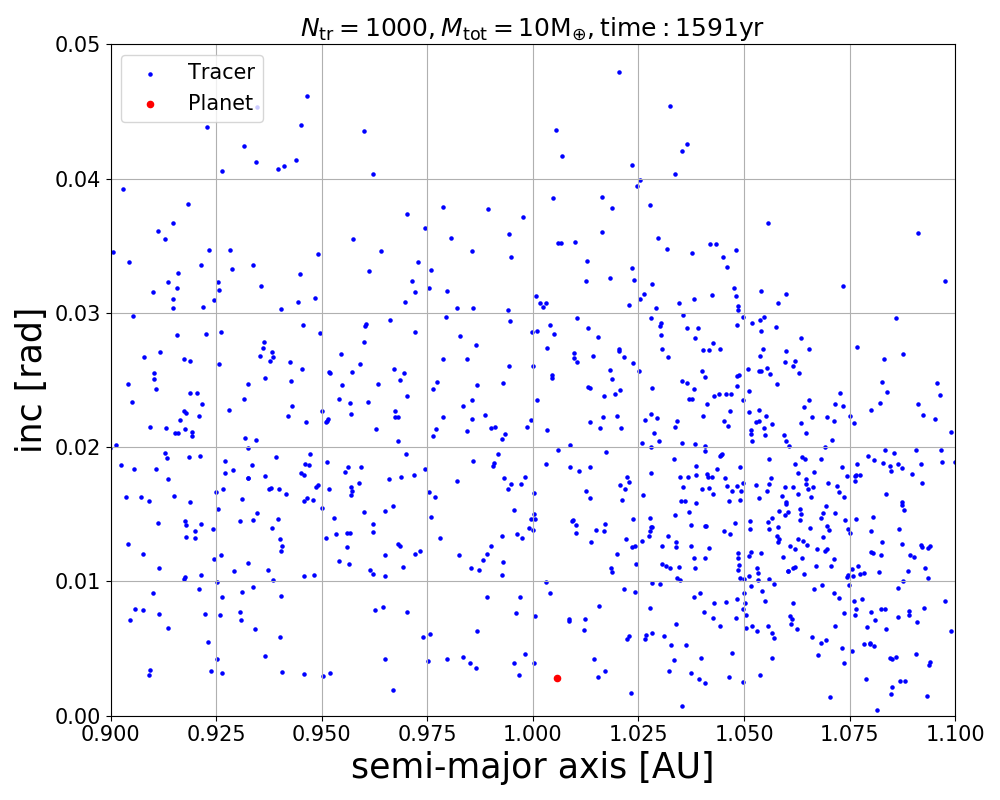 N_tr = 1000, M_tot = 10M_⊕, time : 1591yr
Tracer
Planet
0.05
0.04
0.03
0.02
0.01
0.00
inc [rad]
0.900 0.925 0.950 0.975 1.000 1.025 1.050 1.075 1.100
semi-major axis [AU]